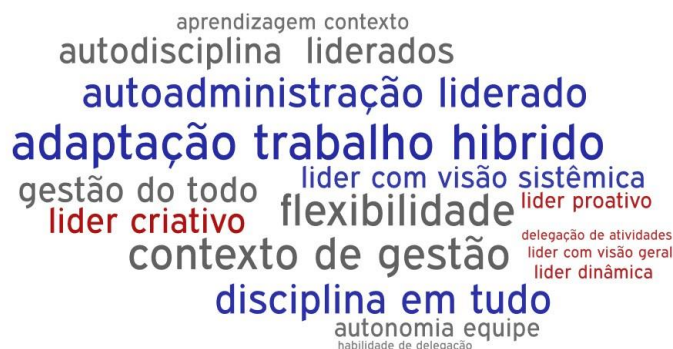 aprendizagem contexto
autodisciplina liderados
autoadministração liderado
adaptação trabalho hibrido
lider com visão sistêmica
gestão do todo
flexibilidade
lider proativo
lider criativo
delegação de atividades
contexto de gestão
lider com visão geral
lider dinâmica
disciplina em tudo
autonomia equipe
habilidade de delegação